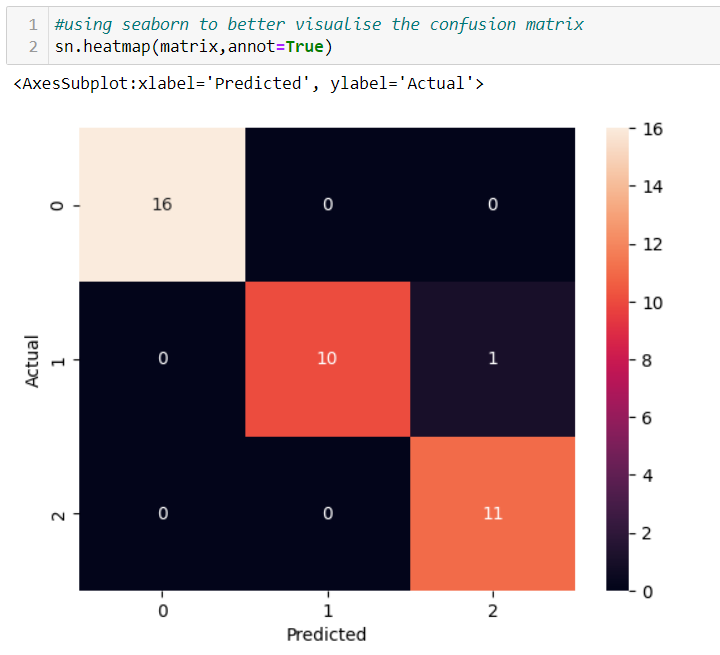 1 #using seaborn to better visualise the confusion matrix
2 sn.heatmap(matrix,annot=True)
<AxesSubplot:xlabel='Predicted', ylabel='Actual'>
16 0 0
0 10 1
0 0 11
0
1
2
Actual
0 1 2
Predicted
16
14
12
10
8
6
4
2
0